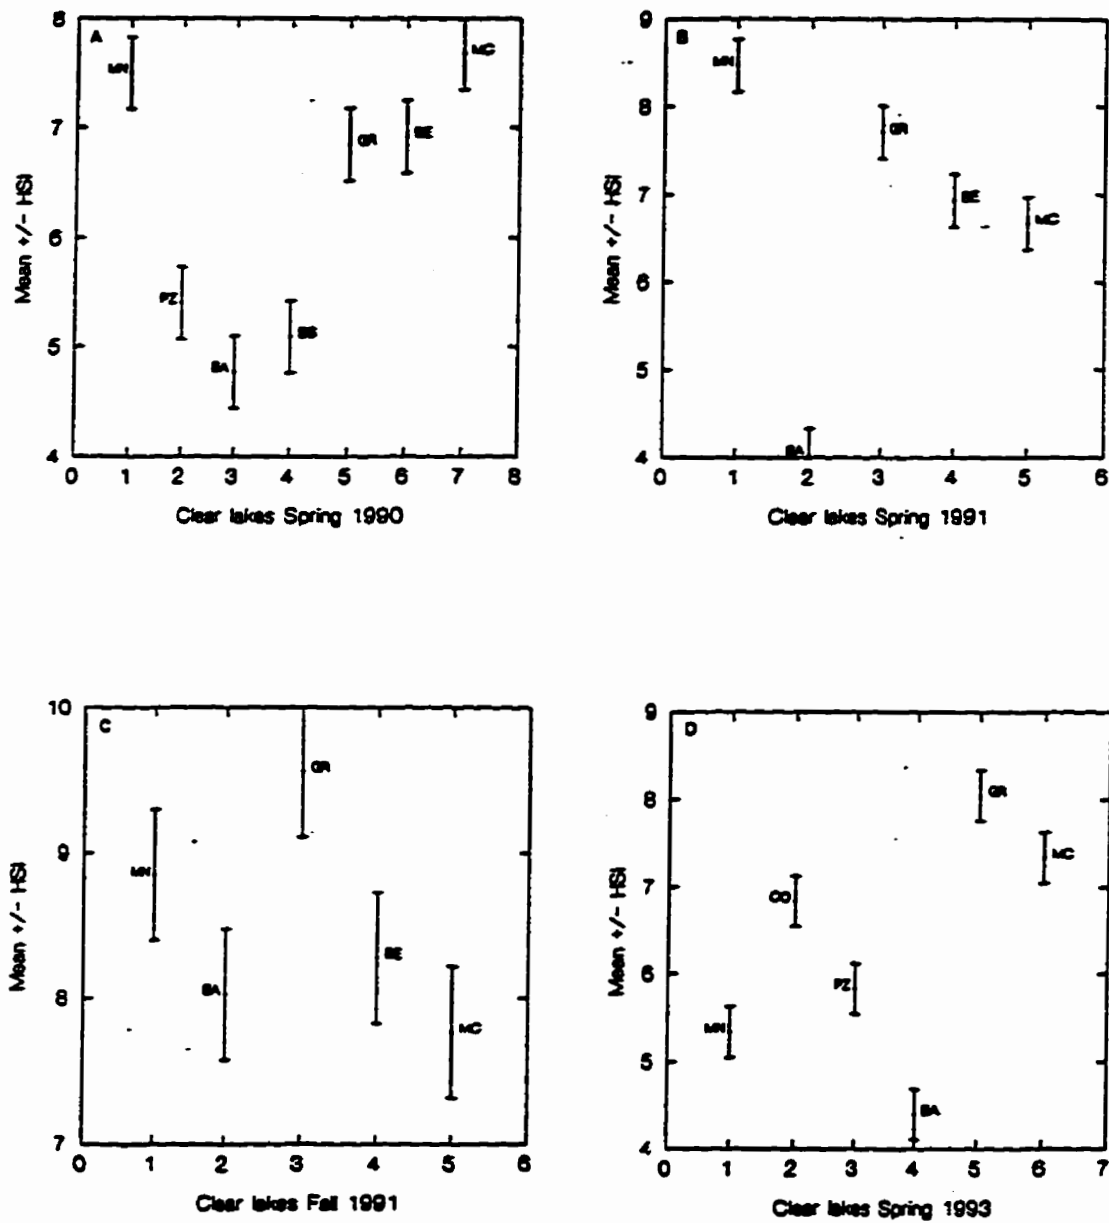 A
8
7
6
5
4
Mean +/- HSI
MN
PZ
BA
GR
BE
MC
0 1 2 3 4 5 6 7 8
Clear lakes Spring 1990
B
9
8
7
6
5
4
Mean +/- HSI
MN
BA
GR
BE
MC
0 1 2 3 4 5 6
Clear lakes Spring 1991
C
10
9
8
7
Mean +/- HSI
MN
BA
GR
BE
MC
0 1 2 3 4 5 6
Clear lakes Fall 1991
D
9
8
7
6
5
4
Mean +/- HSI
MN
PZ
BA
GR
MC
0 1 2 3 4 5 6 7
Clear lakes Spring 1993